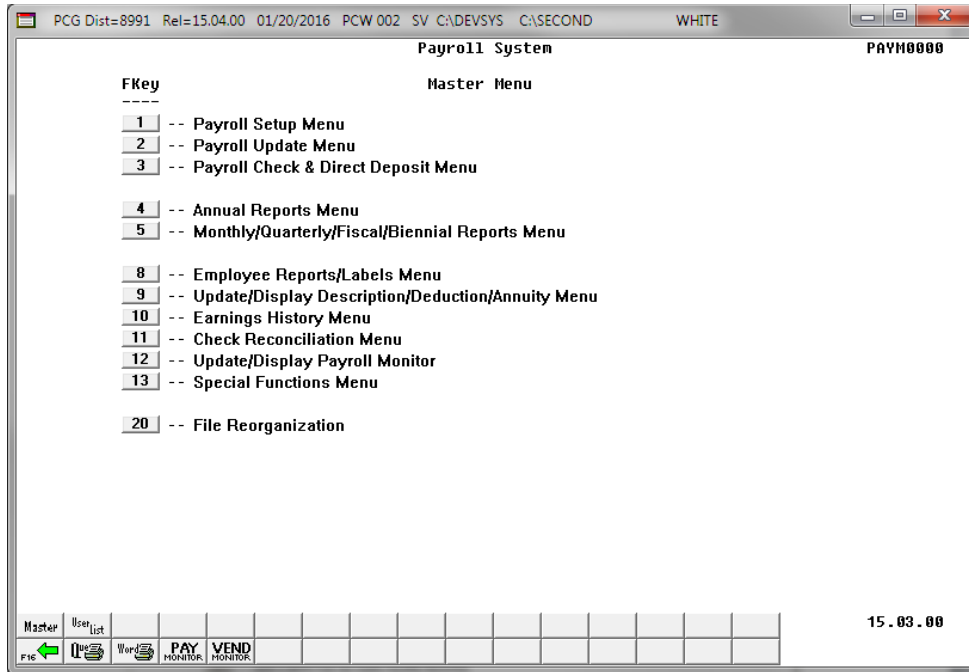 PCG Dist=8991 Rel=15.04.00 01/20/2016 PCW 002 SV C:\DEVSYS C:\SECOND WHITE
Payroll System PAYM0000
FKey Master Menu
----
1 -- Payroll Setup Menu
2 -- Payroll Update Menu
3 -- Payroll Check & Direct Deposit Menu
4 -- Annual Reports Menu
5 -- Monthly/Quarterly/Fiscal/Biennial Reports Menu
8 -- Employee Reports/Labels Menu
9 -- Update/Display Description/Deduction/Annuity Menu
10 -- Earnings History Menu
11 -- Check Reconciliation Menu
12 -- Update/Display Payroll Monitor
13 -- Special Functions Menu
20 -- File Reorganization
Master User List 15.03.00
F16 Que Word PAY MONITOR VEND MONITOR